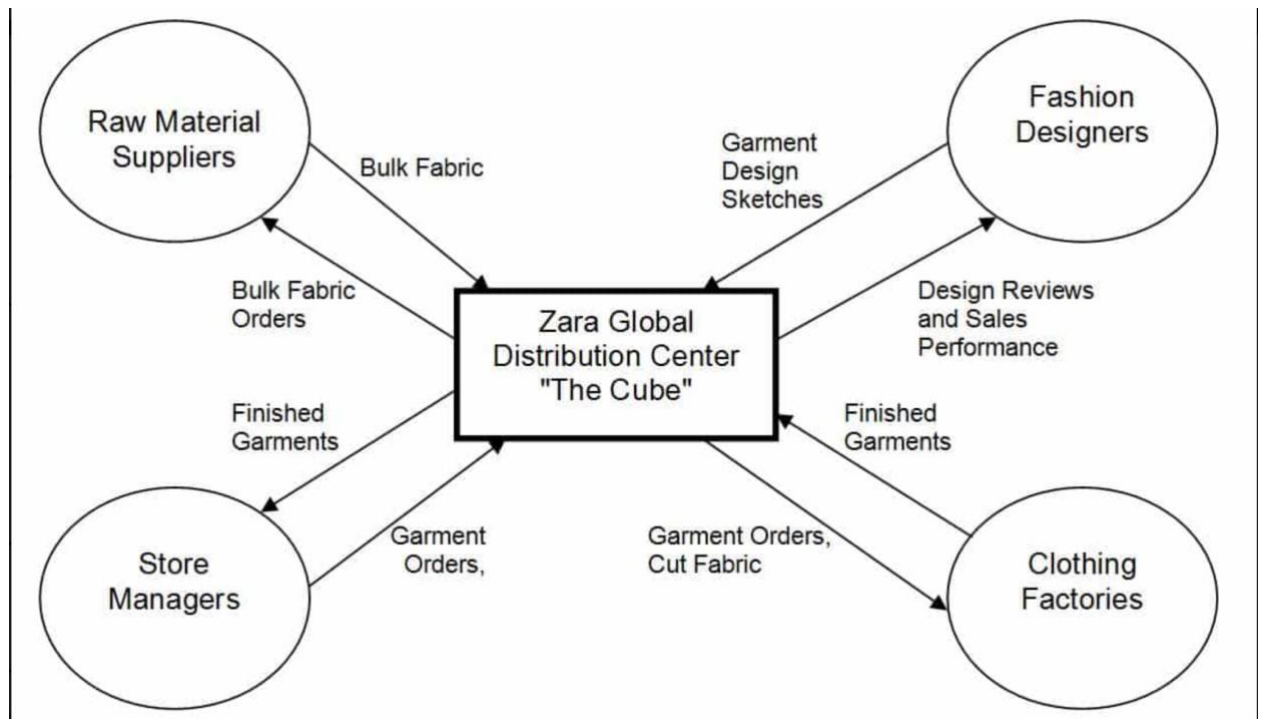 Raw Material
Suppliers
Fashion
Designers
Bulk Fabric
Garment
Design
Sketches
Bulk Fabric
Orders
Design Reviews
and Sales
Performance
Zara Global
Distribution Center
"The Cube"
Finished
Garments
Finished
Garments
Garment
Orders,
Garment Orders,
Cut Fabric
Store
Managers
Clothing
Factories